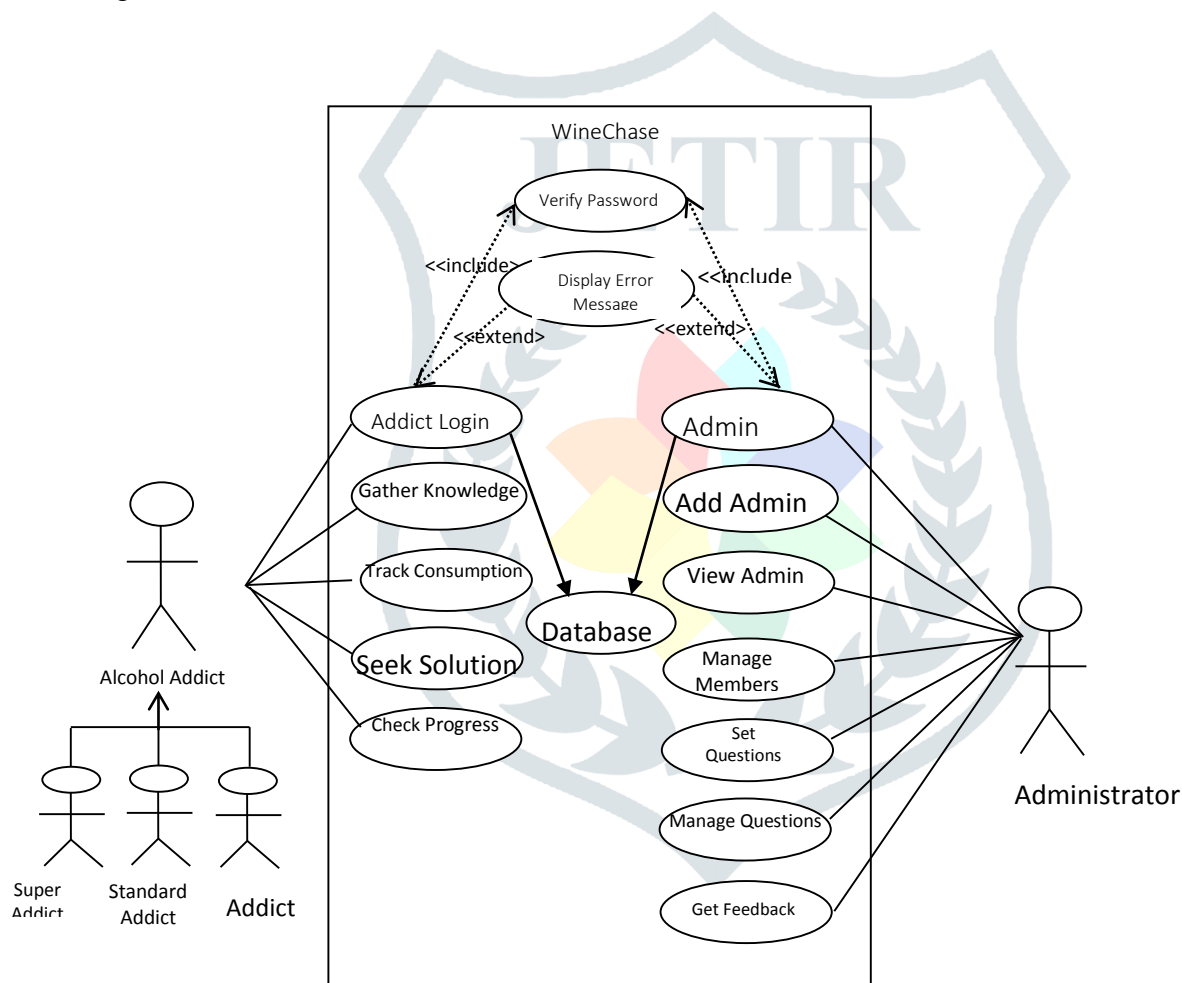 JETIR
WineChase
Verify Password
<<include>
<<include
Display Error
Message
<<extend>
<<extend>
Addict Login
Admin
Gather Knowledge
Add Admin
Track Consumption
View Admin
Database
Seek Solution
Manage
Members
Alcohol Addict
Check Progress
Set
Questions
Administrator
Manage Questions
Super
Addict
Standard
Addict
Addict
Get Feedback